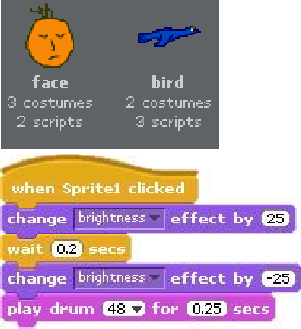 face bird
3 costumes 2 costumes
2 scripts 3 scripts
when Sprite1 clicked
change brightness effect by 25
wait 0.2 secs
change brightness effect by -25
play drum 48 for 0.25 secs